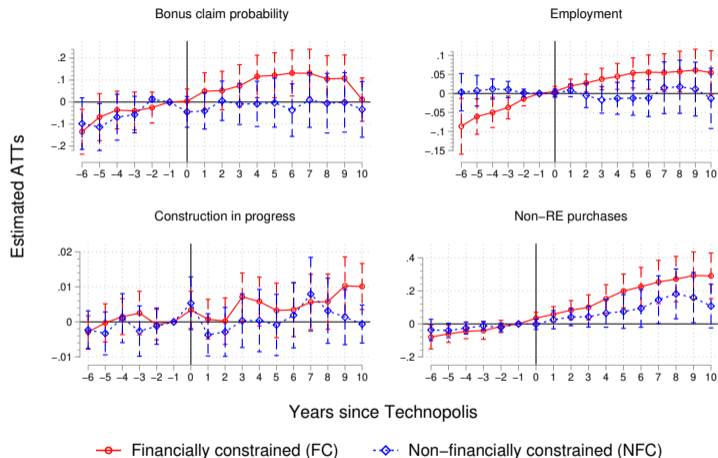 Bonus claim probability
Employment
.2
.1
0
-.1
-.2
−6 −5 −4 −3 −2 −1 0 1 2 3 4 5 6 7 8 9 10
.1
.05
0
-.05
-.1
-.15
−6 −5 −4 −3 −2 −1 0 1 2 3 4 5 6 7 8 9 10
Estimated ATTs
Construction in progress
Non−RE purchases
.02
.01
0
-.01
−6 −5 −4 −3 −2 −1 0 1 2 3 4 5 6 7 8 9 10
.4
.2
0
-.2
−6 −5 −4 −3 −2 −1 0 1 2 3 4 5 6 7 8 9 10
Years since Technopolis
Financially constrained (FC) Non−financially constrained (NFC)